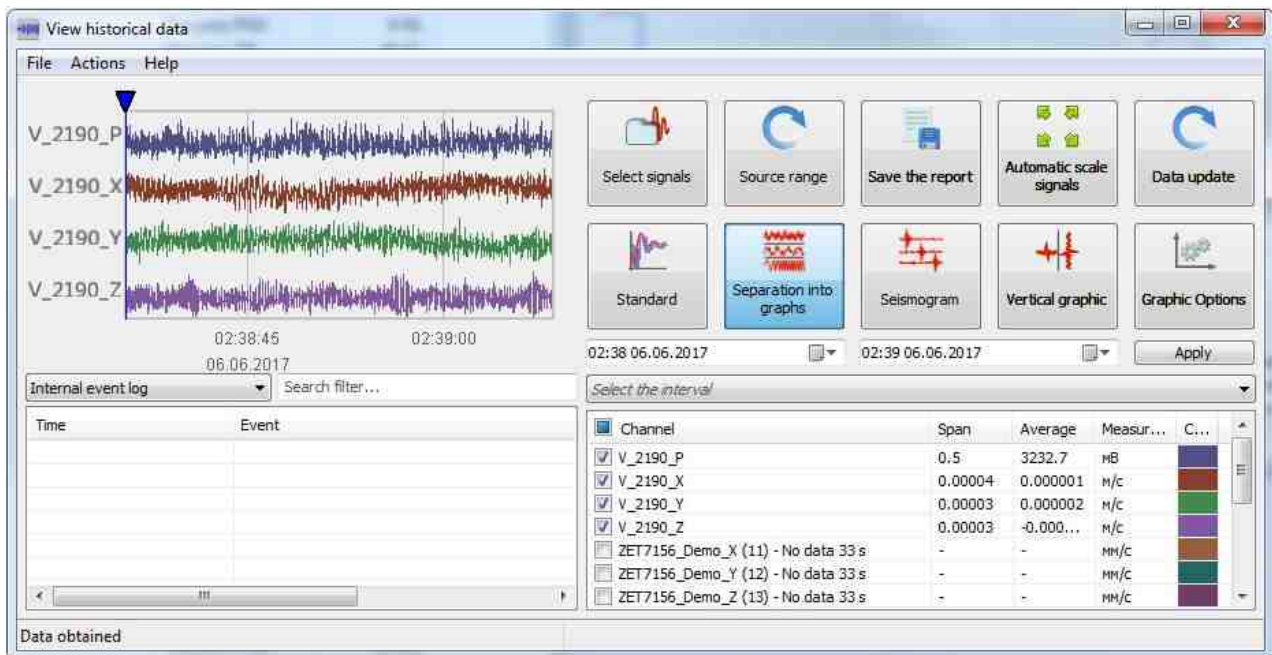 View historical data
File Actions Help
V_2190_P
V_2190_X
V_2190_Y
V_2190_Z
02:38:45 02:39:00
06.06.2017
Select signals
Source range
Save the report
Automatic scale
signals
Data update
Standard
Separation into
graphs
Seismogram
Vertical graphic
Graphic Options
02:38 06.06.2017
02:39 06.06.2017
Apply
Internal event log
Search filter...
Select the interval
Time Event
Channel Span Average Measur... C...
V_2190_P 0.5 3232.7 мВ
V_2190_X 0.00004 0.000001 м/с
V_2190_Y 0.00003 0.000002 м/с
V_2190_Z 0.00003 -0.000... м/с
ZET7156_Demo_X (11) - No data 33 s - - мм/с
ZET7156_Demo_Y (12) - No data 33 s - - мм/с
ZET7156_Demo_Z (13) - No data 33 s - - мм/с
Data obtained